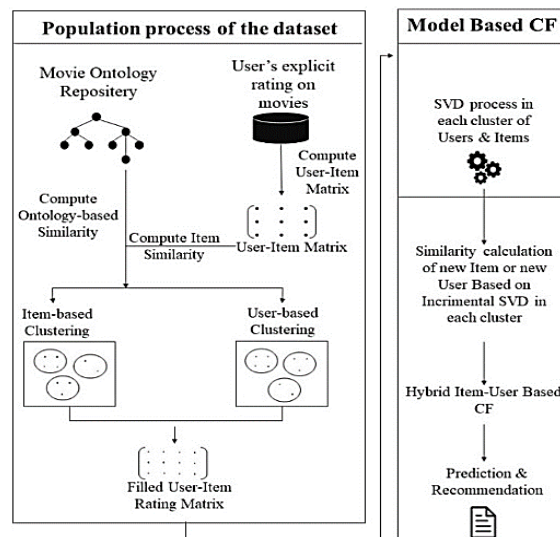 Population process of the dataset
Movie Ontology
Repository
User's explicit
rating on
movies
Compute
User-Item
Matrix
Compute
Ontology-based
Similarity
Compute Item
Similarity
User-Item Matrix
Item-based
Clustering
User-based
Clustering
Filled User-Item
Rating Matrix
Model Based CF
SVD process in
each cluster of
Users & Items
Similarity calculation
of new Item or new
User Based on
Incrimental SVD in
each cluster
Hybrid Item-User Based
CF
Prediction &
Recommendation